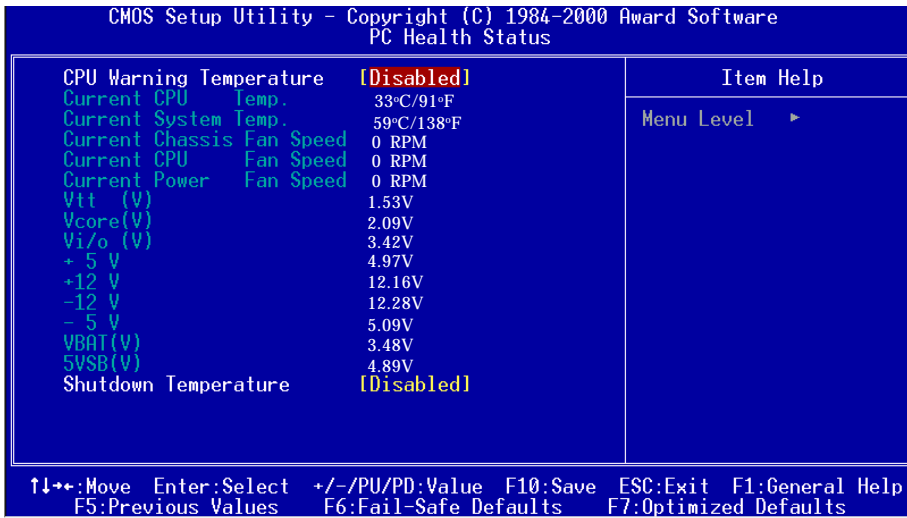 CMOS Setup Utility – Copyright (C) 1984-2000 Award Software
PC Health Status
CPU Warning Temperature [Disabled]
Current CPU Temp. 33°C/91°F
Current System Temp. 59°C/138°F
Current Chassis Fan Speed 0 RPM
Current CPU Fan Speed 0 RPM
Current Power Fan Speed 0 RPM
Vtt (V) 1.53V
Vcore(V) 2.09V
Vi/o (V) 3.42V
+ 5 V 4.97V
+12 V 12.16V
-12 V 12.28V
- 5 V 5.09V
VBAT(V) 3.48V
5VSB(V) 4.89V
Shutdown Temperature [Disabled]
Item Help
Menu Level ►
↑↓→←:Move Enter:Select +/-/PU/PD:Value F10:Save ESC:Exit F1:General Help
F5:Previous Values F6:Fail-Safe Defaults F7:Optimized Defaults